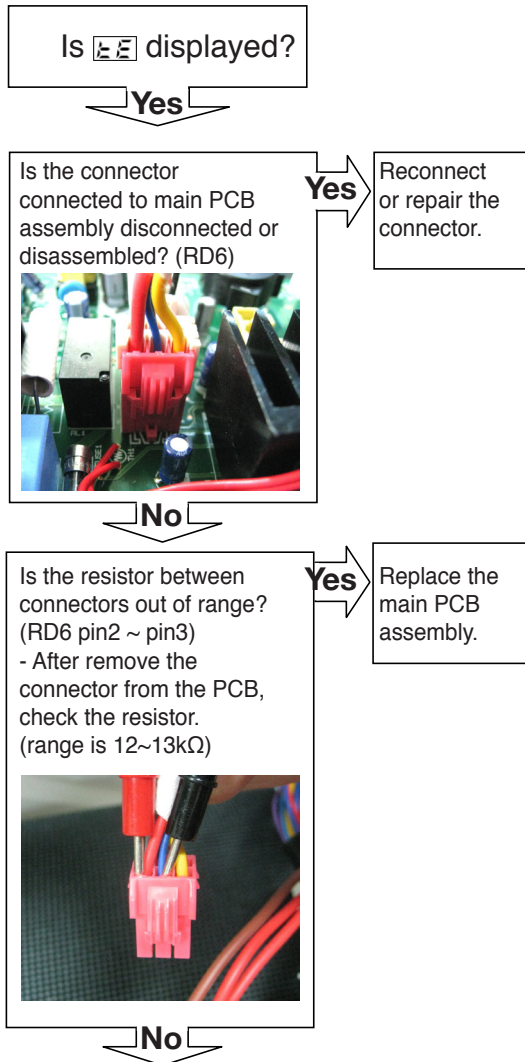 Is tE displayed?
Yes
Is the connector
connected to main PCB
assembly disconnected or
disassembled? (RD6)
Yes
Reconnect
or repair the
connector.
No
Is the resistor between
connectors out of range?
(RD6 pin2 ~ pin3)
- After remove the
connector from the PCB,
check the resistor.
(range is 12~13kΩ)
Yes
Replace the
main PCB
assembly.
No